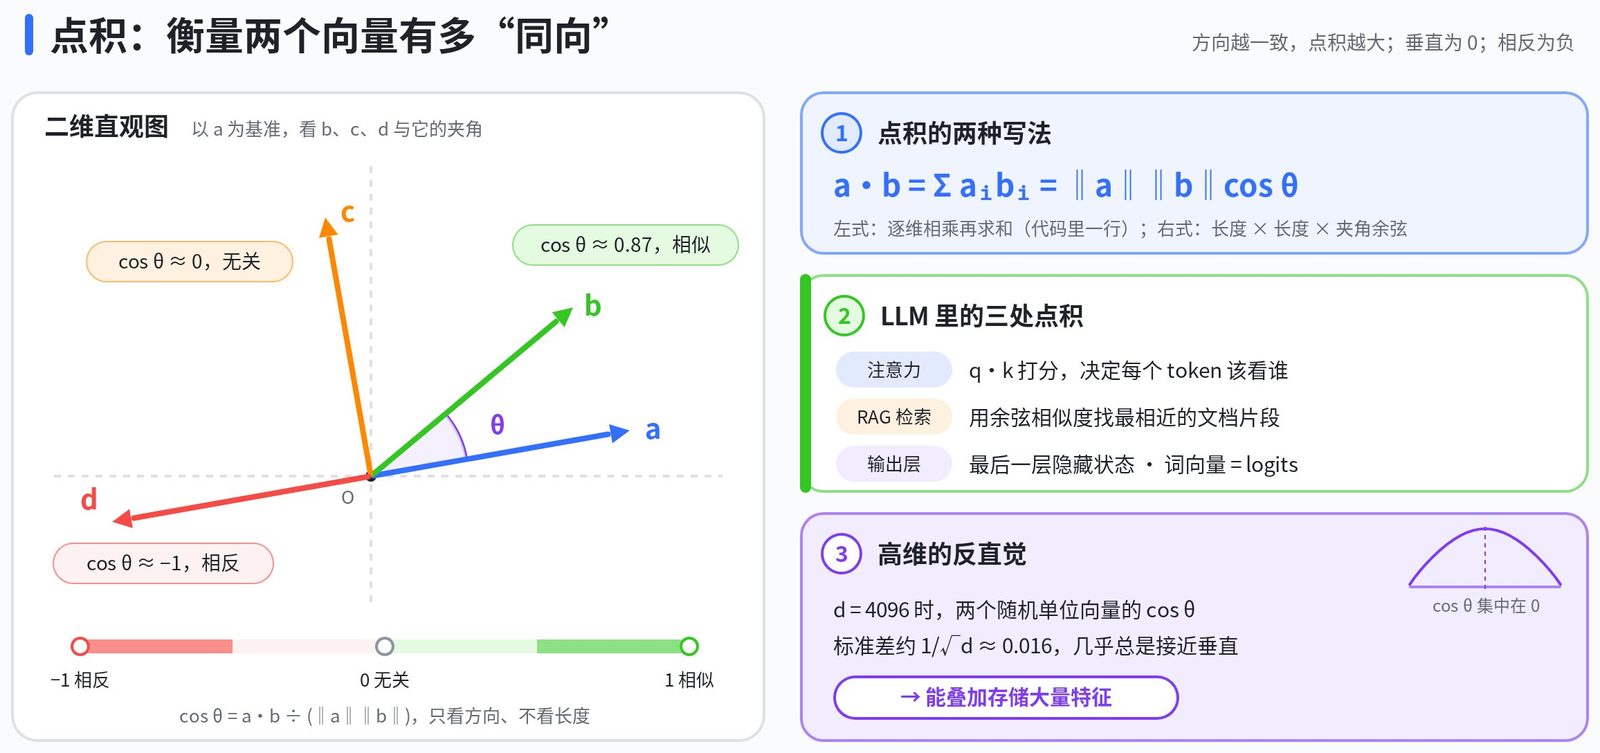 点积：衡量两个向量有多“同向”
方向越一致，点积越大；垂直为 0；相反为负
二维直观图 以 a 为基准，看 b、c、d 与它的夹角
c
cos θ ≈ 0，无关
cos θ ≈ 0.87，相似
b
θ
a
d
O
cos θ ≈ −1，相反
−1 相反
0 无关
1 相似
cos θ = a · b ÷ (‖a‖ ‖b‖)，只看方向、不看长度
1 点积的两种写法
a · b = Σ aᵢbᵢ = ‖a‖ ‖b‖ cos θ
左式：逐维相乘再求和（代码里一行）；右式：长度 × 长度 × 夹角余弦
2 LLM 里的三处点积
注意力 q · k 打分，决定每个 token 该看谁
RAG 检索 用余弦相似度找最相近的文档片段
输出层 最后一层隐藏状态 · 词向量 = logits
3 高维的反直觉
cos θ 集中在 0
d = 4096 时，两个随机单位向量的 cos θ
标准差约 1/√d ≈ 0.016，几乎总是接近垂直
→ 能叠加存储大量特征